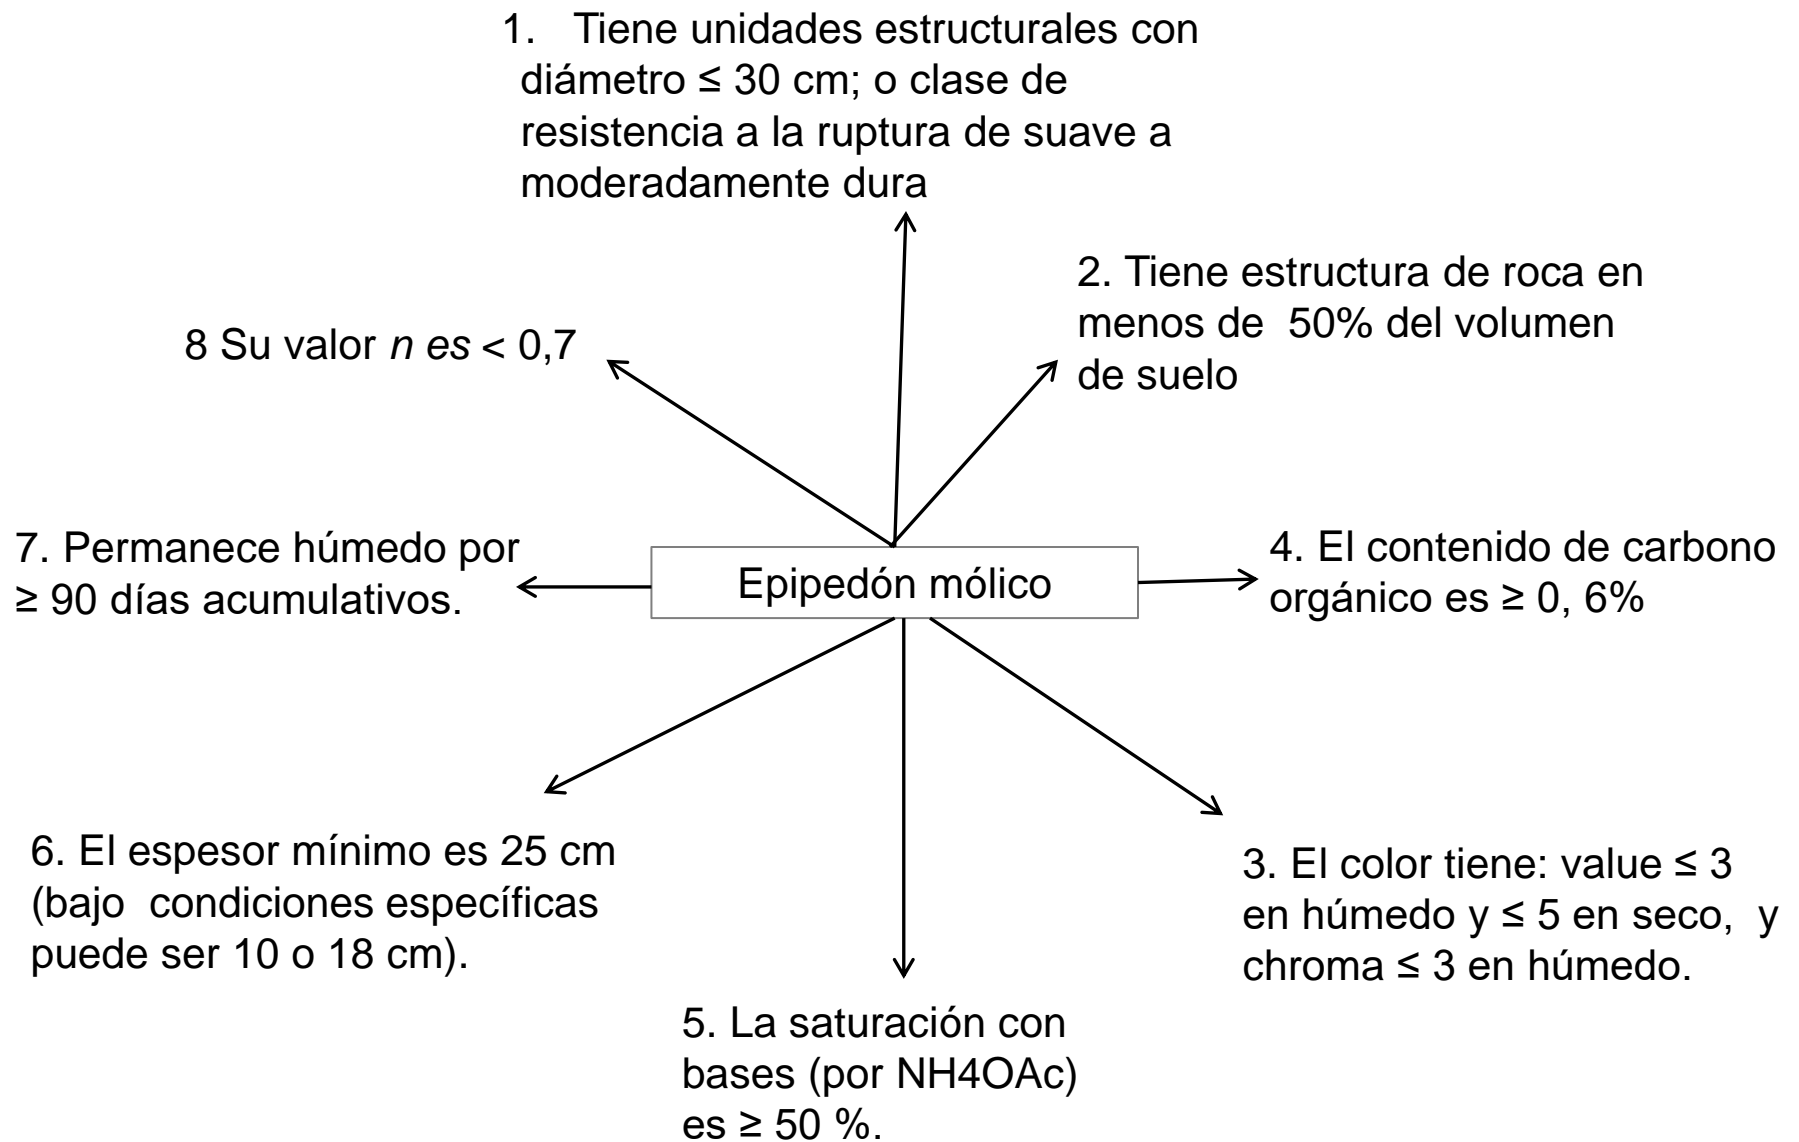 1. Tiene unidades estructurales con
diámetro ≤ 30 cm; o clase de
resistencia a la ruptura de suave a
moderadamente dura
2. Tiene estructura de roca en
menos de 50% del volumen
de suelo
8 Su valor n es < 0,7
7. Permanece húmedo por
≥ 90 días acumulativos.
Epipedón mólico
4. El contenido de carbono
orgánico es ≥ 0, 6%
6. El espesor mínimo es 25 cm
(bajo condiciones específicas
puede ser 10 o 18 cm).
3. El color tiene: value ≤ 3
en húmedo y ≤ 5 en seco, y
chroma ≤ 3 en húmedo.
5. La saturación con
bases (por NH4OAc)
es ≥ 50 %.